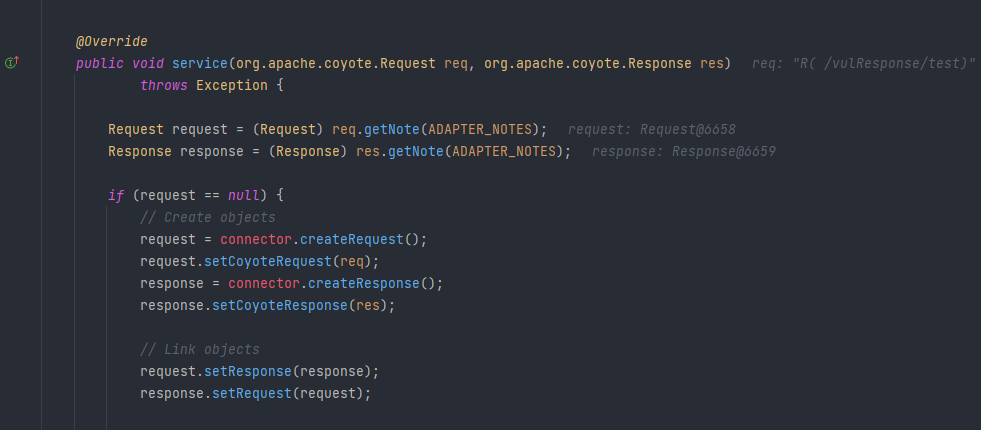 @Override
public void service(org.apache.coyote.Request req, org.apache.coyote.Response res) req: "R( /vulResponse/test)"
throws Exception {
Request request = (Request) req.getNote(ADAPTER_NOTES); request: Request@6658
Response response = (Response) res.getNote(ADAPTER_NOTES); response: Response@6659
if (request == null) {
// Create objects
request = connector.createRequest();
request.setCoyoteRequest(req);
response = connector.createResponse();
response.setCoyoteResponse(res);
// Link objects
request.setResponse(response);
response.setRequest(request);